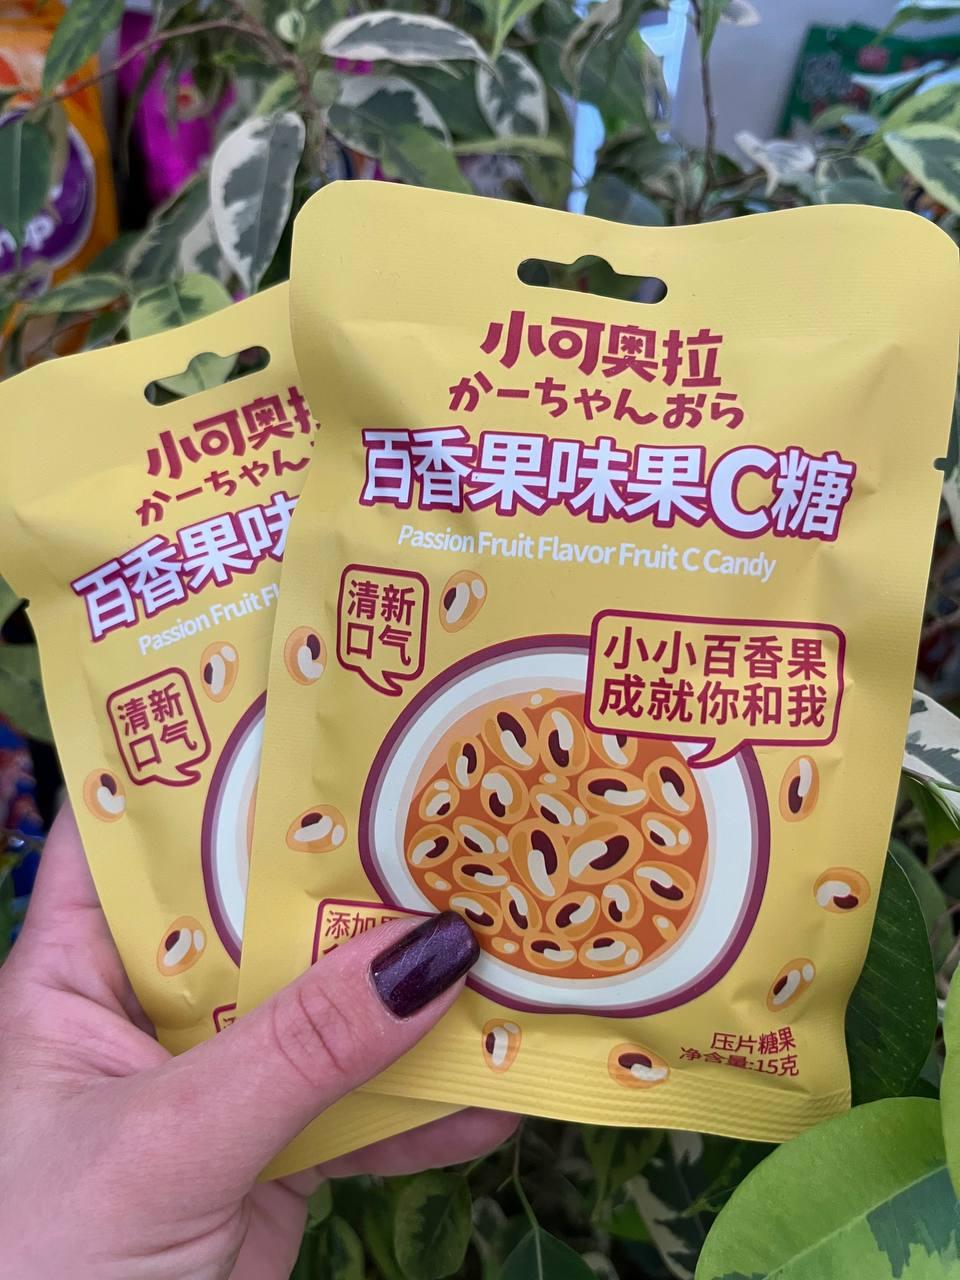 小可奥拉
かーちゃんおら
百香果味果C糖
Passion Fruit Flavor Fruit C Candy
清新
口气
小小百香果
成就你和我
添加
压片糖果
净含量:15克
小可奥拉
かーちゃん
百香果味
Passion Fruit Fl
清新
口气